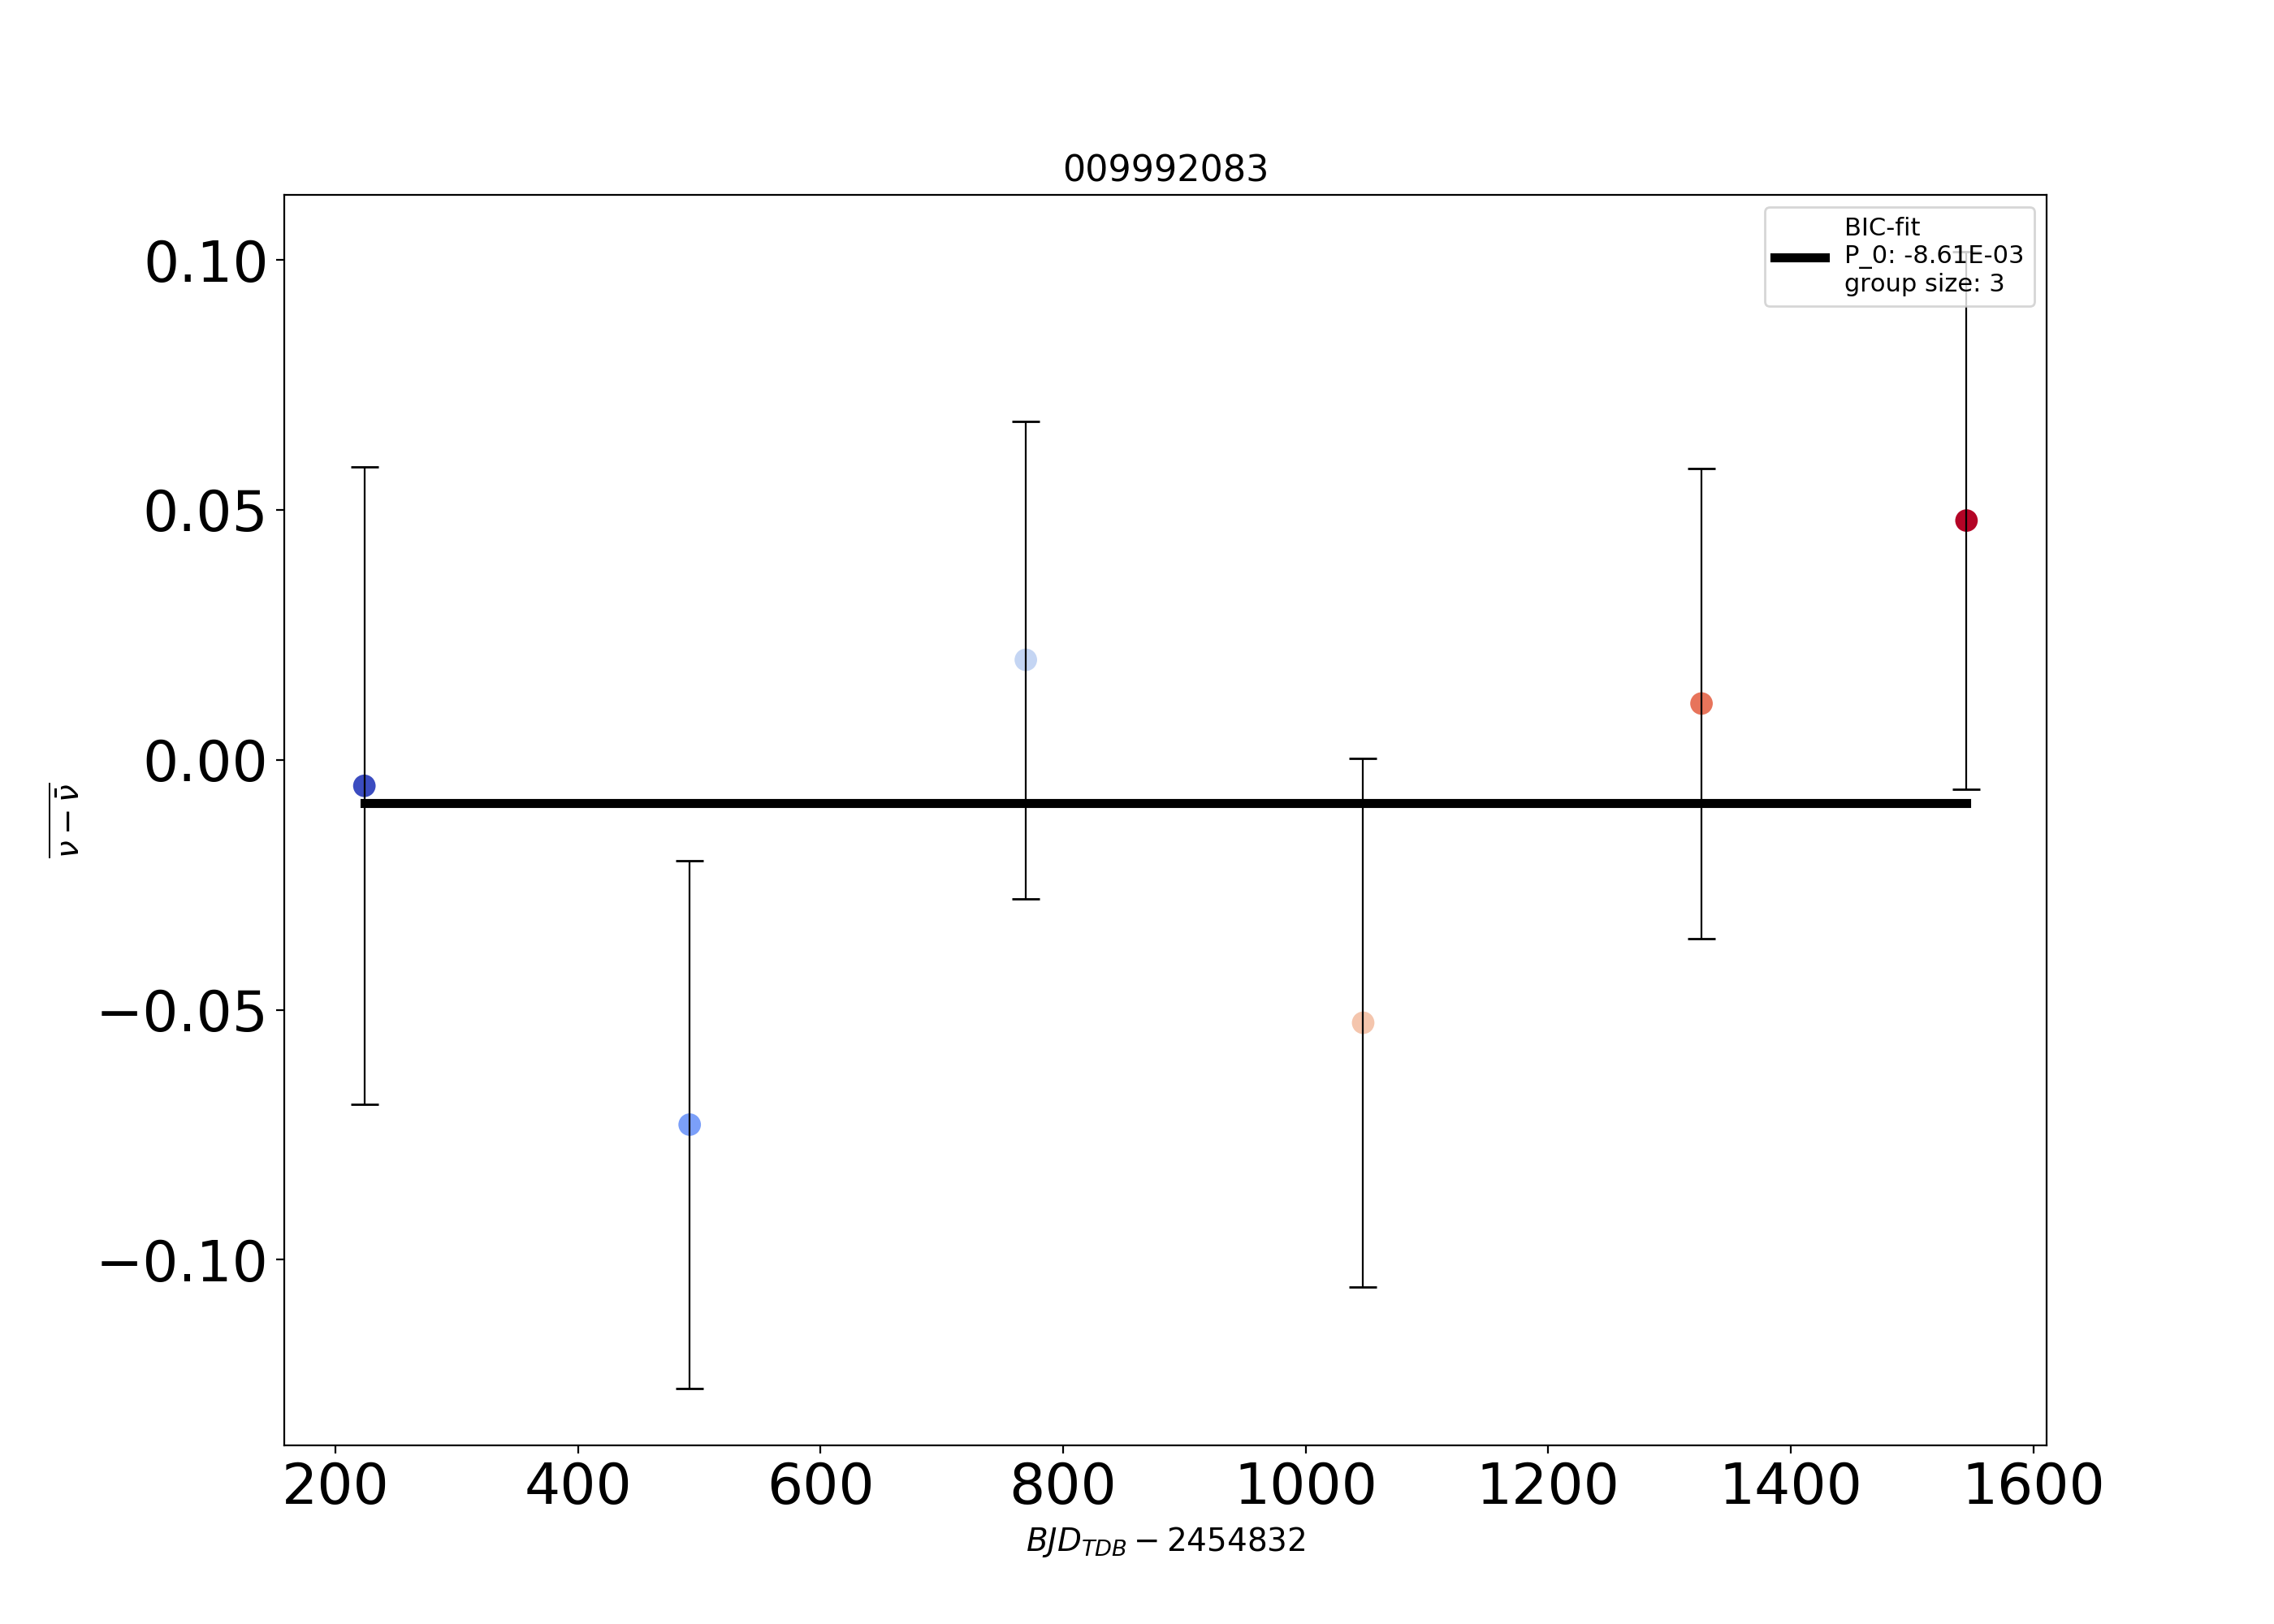 009992083
BIC-fit
P_0: -8.61E-03
group size: 3
0.10
0.05
0.00
−0.05
−0.10
ν − ν̄
200 400 600 800 1000 1200 1400 1600
BJD_TDB − 2454832